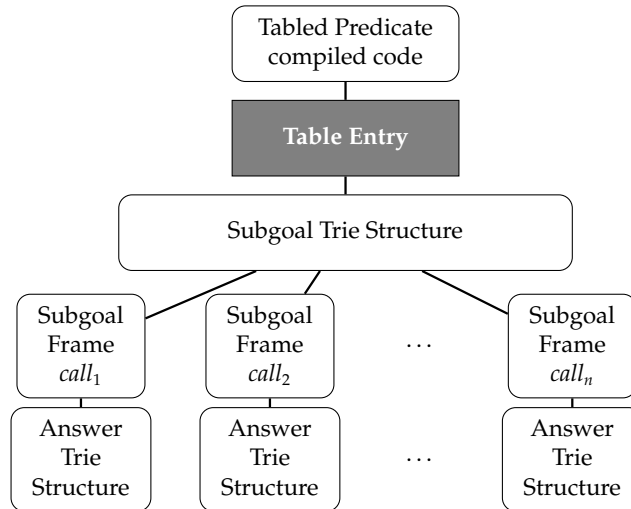 Tabled Predicate
compiled code
Table Entry
Subgoal Trie Structure
Subgoal
Frame
call₁
Subgoal
Frame
call₂
...
Subgoal
Frame
callₙ
Answer
Trie
Structure
Answer
Trie
Structure
...
Answer
Trie
Structure